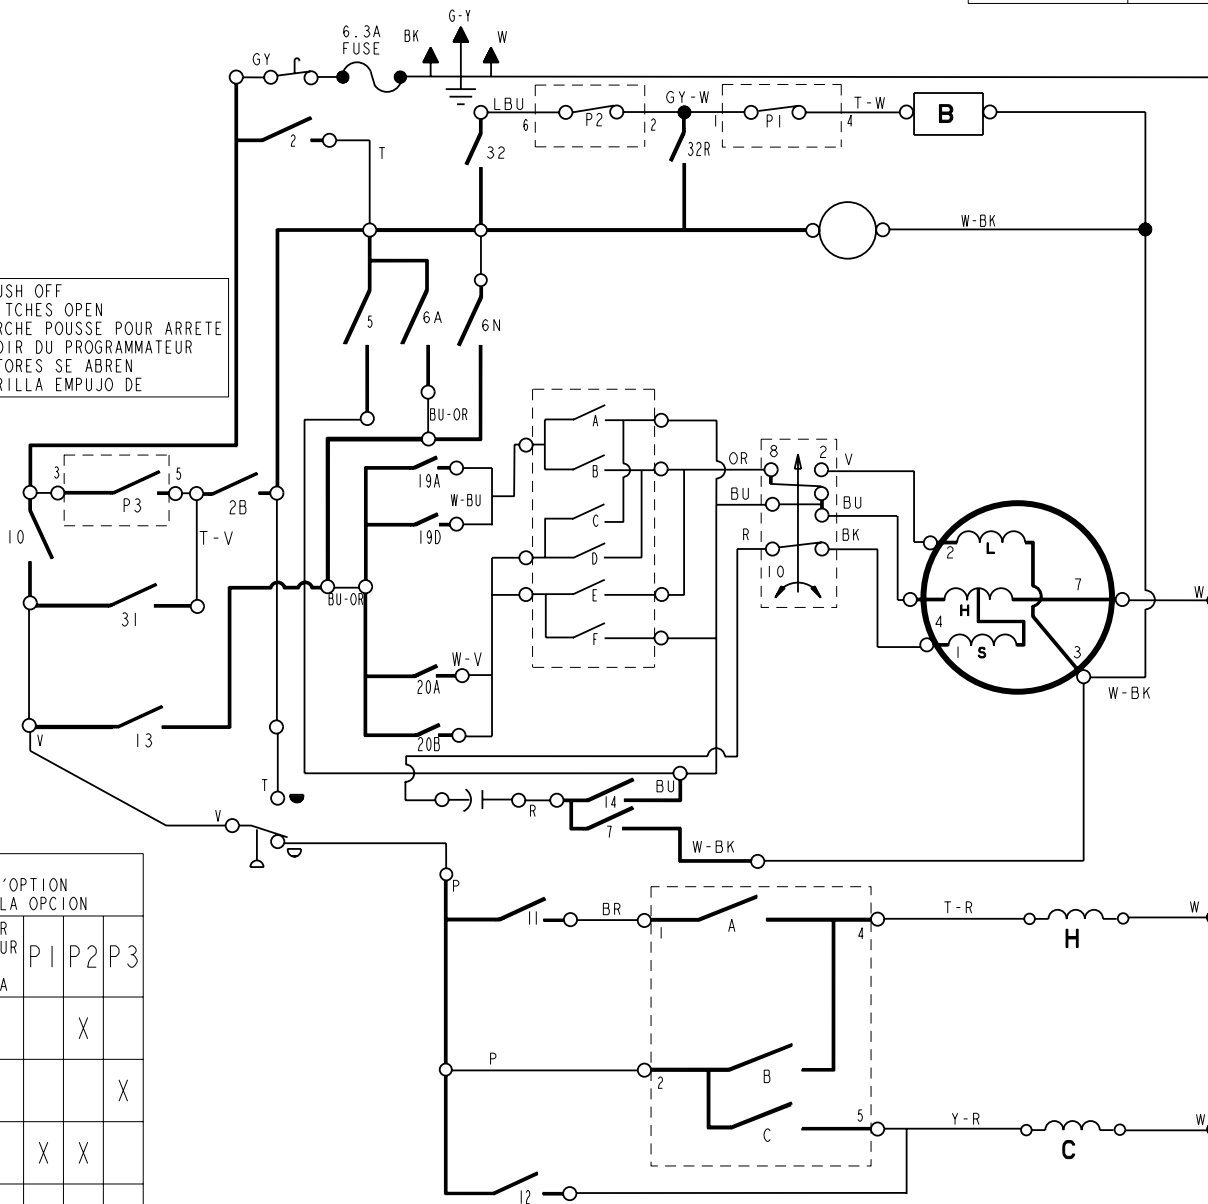 G-Y
6.3A
FUSE
BK
W
GY
LBU
6
P2
2
GY-W
1
P1
4
T-W
B
2
T
32
32R
W-BK
USH OFF
TCHES OPEN
RCHE POUSSE POUR ARRETE
OIR DU PROGRAMMATEUR
TORES SE ABREN
RILLA EMPUJO DE
5
6A
6N
BU-OR
A
B
C
D
E
F
19A
W-BU
19D
3
P3
5
2B
T-V
10
31
BU-OR
OR
8
2
V
BU
BU
R
10
BK
2
L
7
H
4
1
S
3
W
W-BK
W-V
20A
20B
13
V
T
V
R
14
BU
7
W-BK
'OPTION
LA OPCION
R
UR
A
P1
P2
P3
X
X
X
X
P
11
BR
1
A
4
T-R
H
W
P
2
B
C
5
Y-R
C
W
12